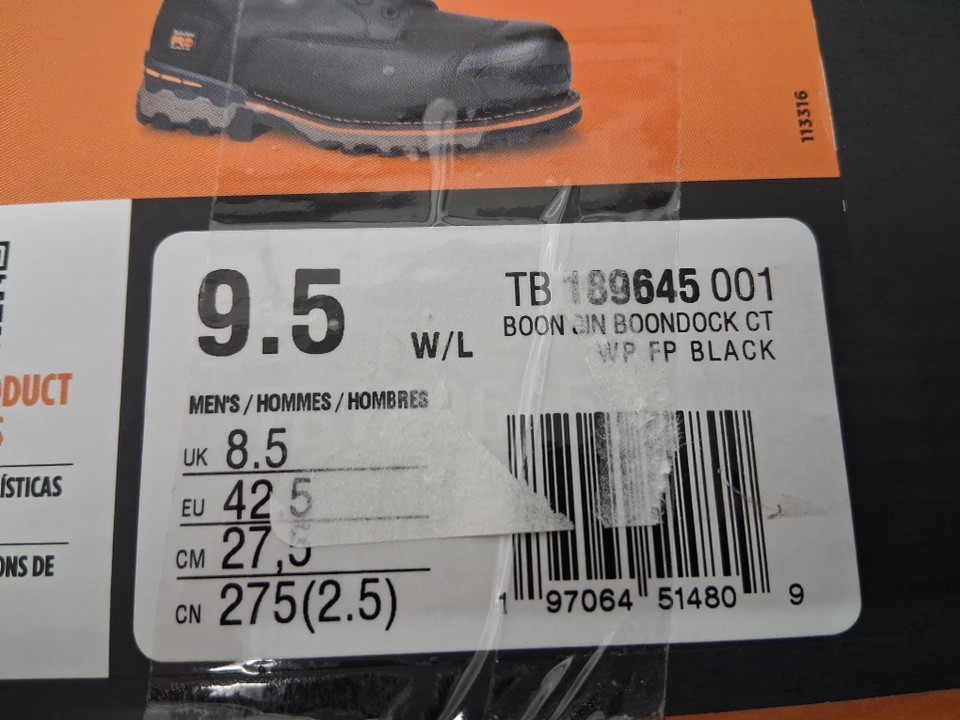 PRO
113316
9.5
W/L
TB 189645 001
BOON 8IN BOONDOCK CT
WP FP BLACK
MEN'S / HOMMES / HOMBRES
UK 8.5
EU 42,5
CM 27,5
CN 275(2.5)
1 97064 51480 9
ODUCT
S
ÍSTICAS
ONS DE